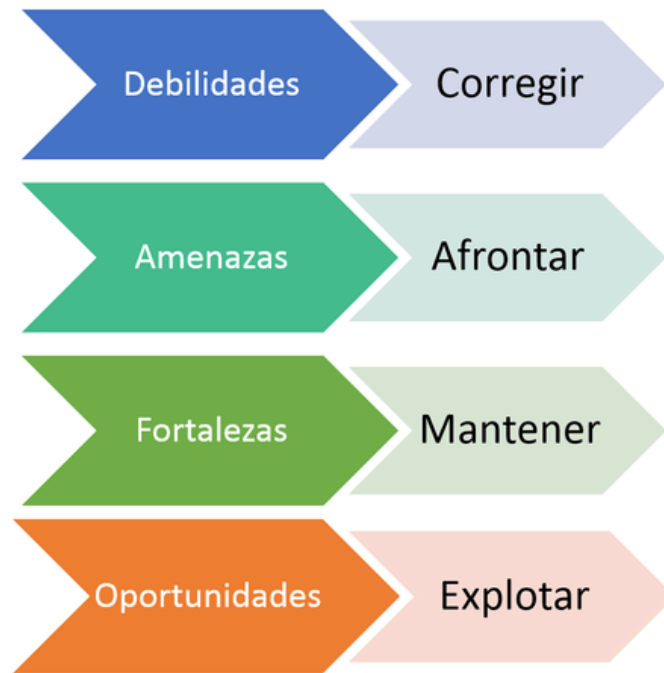 Debilidades
Corregir
Amenazas
Afrontar
Fortalezas
Mantener
Oportunidades
Explotar